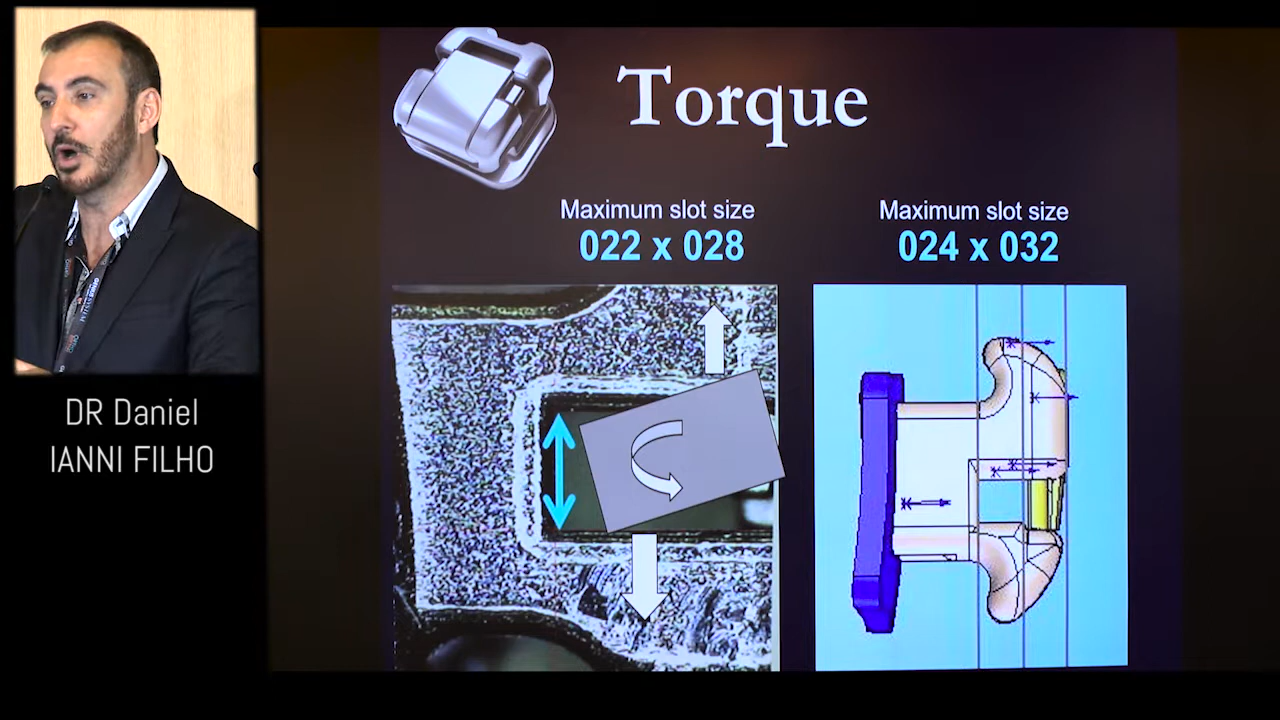 Torque
Maximum slot size
022 x 028
Maximum slot size
024 x 032
DR Daniel
IANNI FILHO